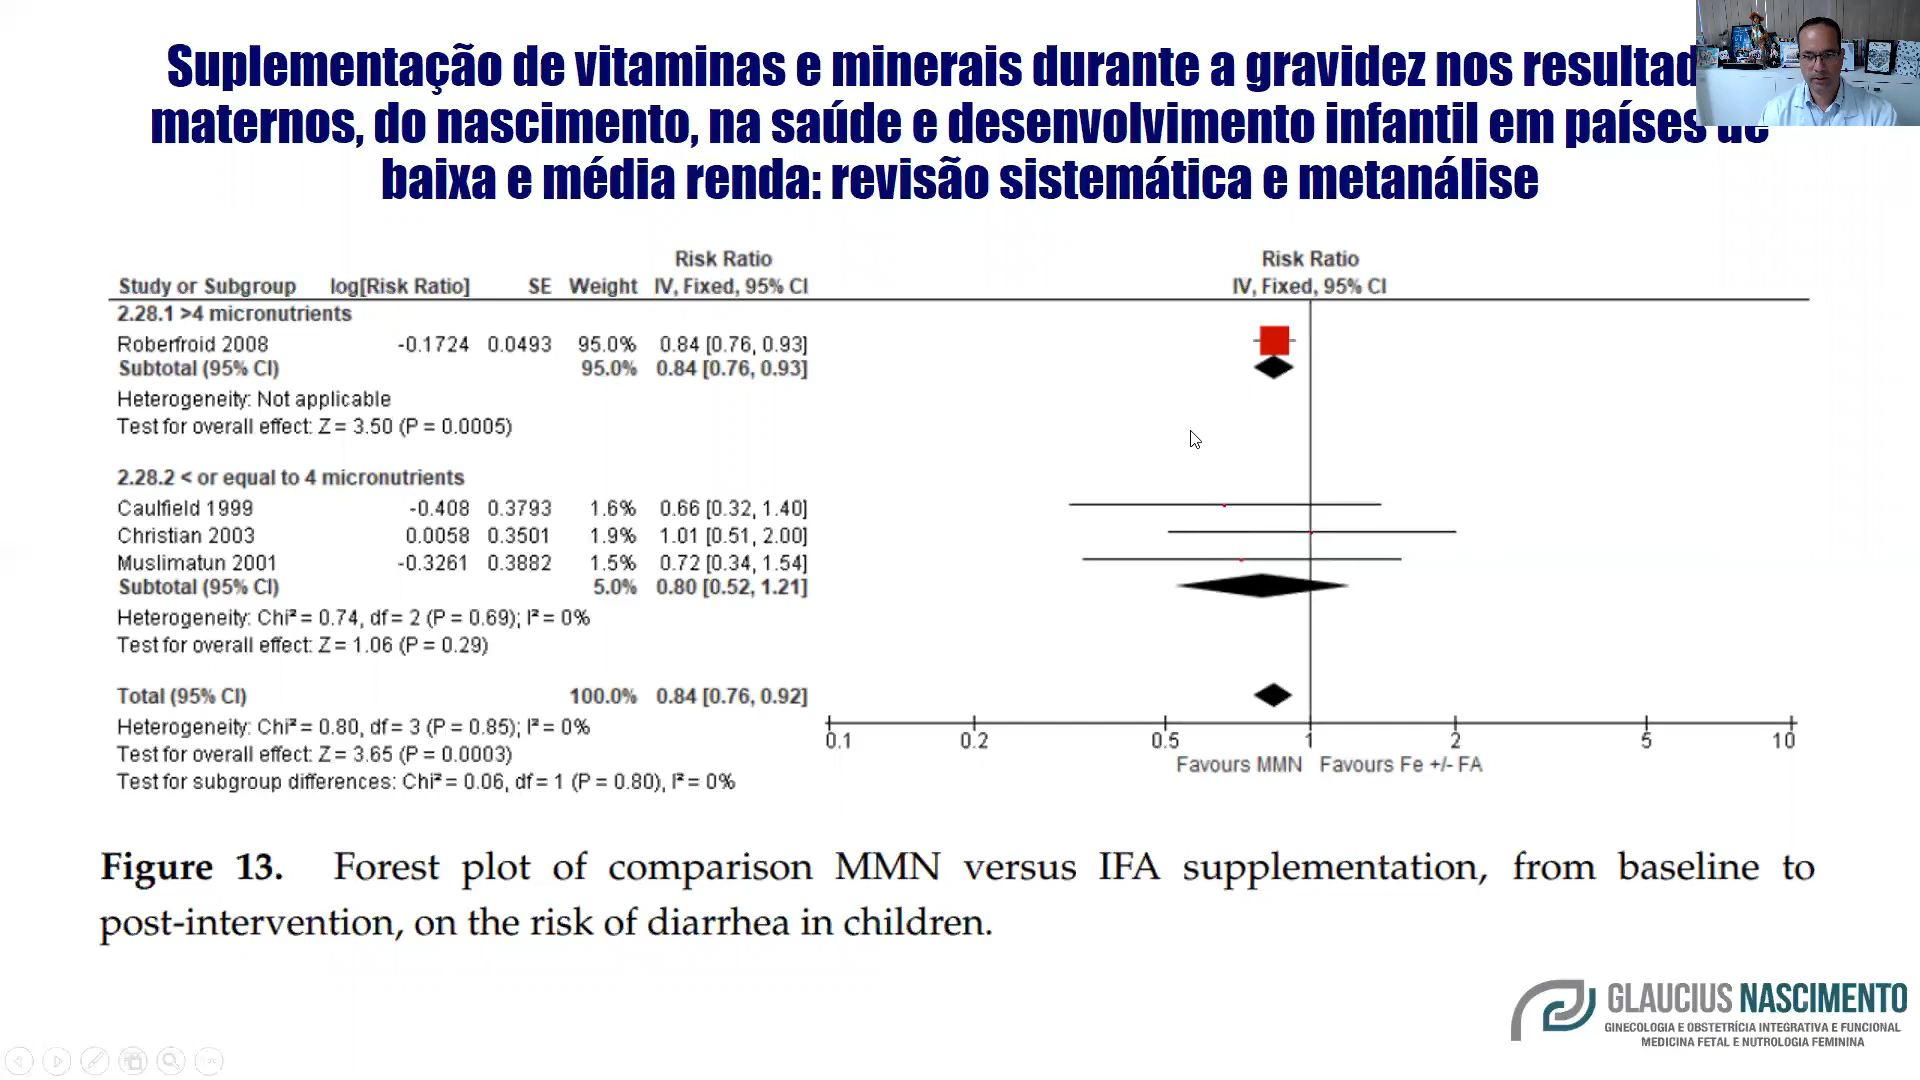 Suplementação de vitaminas e minerais durante a gravidez nos
maternos, do nascimento, na saúde e desenvolvimento infantil em países de
baixa e média renda: revisão sistemática e metanálise
Risk Ratio
Risk Ratio
Study or Subgroup log[Risk Ratio] SE Weight IV, Fixed, 95% CI
IV, Fixed, 95% CI
2.28.1 >4 micronutrients
Roberfroid 2008 -0.1724 0.0493 95.0% 0.84 [0.76, 0.93]
Subtotal (95% CI) 95.0% 0.84 [0.76, 0.93]
Heterogeneity: Not applicable
Test for overall effect: Z = 3.50 (P = 0.0005)
2.28.2 < or equal to 4 micronutrients
Caulfield 1999 -0.408 0.3793 1.6% 0.66 [0.32, 1.40]
Christian 2003 0.0058 0.3501 1.9% 1.01 [0.51, 2.00]
Muslimatun 2001 -0.3261 0.3882 1.5% 0.72 [0.34, 1.54]
Subtotal (95% CI) 5.0% 0.80 [0.52, 1.21]
Heterogeneity: Chi² = 0.74, df = 2 (P = 0.69); I² = 0%
Test for overall effect: Z = 1.06 (P = 0.29)
Total (95% CI) 100.0% 0.84 [0.76, 0.92]
Heterogeneity: Chi² = 0.80, df = 3 (P = 0.85); I² = 0%
Test for overall effect: Z = 3.65 (P = 0.0003)
Test for subgroup differences: Chi² = 0.06, df = 1 (P = 0.80), I² = 0%
0.1 0.2 0.5 1 2 5 10
Favours MMN Favours Fe +/- FA
Figure 13. Forest plot of comparison MMN versus IFA supplementation, from baseline to
post-intervention, on the risk of diarrhea in children.
GLAUCIUS NASCIMENTO
GINECOLOGIA E OBSTETRÍCIA INTEGRATIVA E FUNCIONAL
MEDICINA FETAL E NUTROLOGIA FEMININA